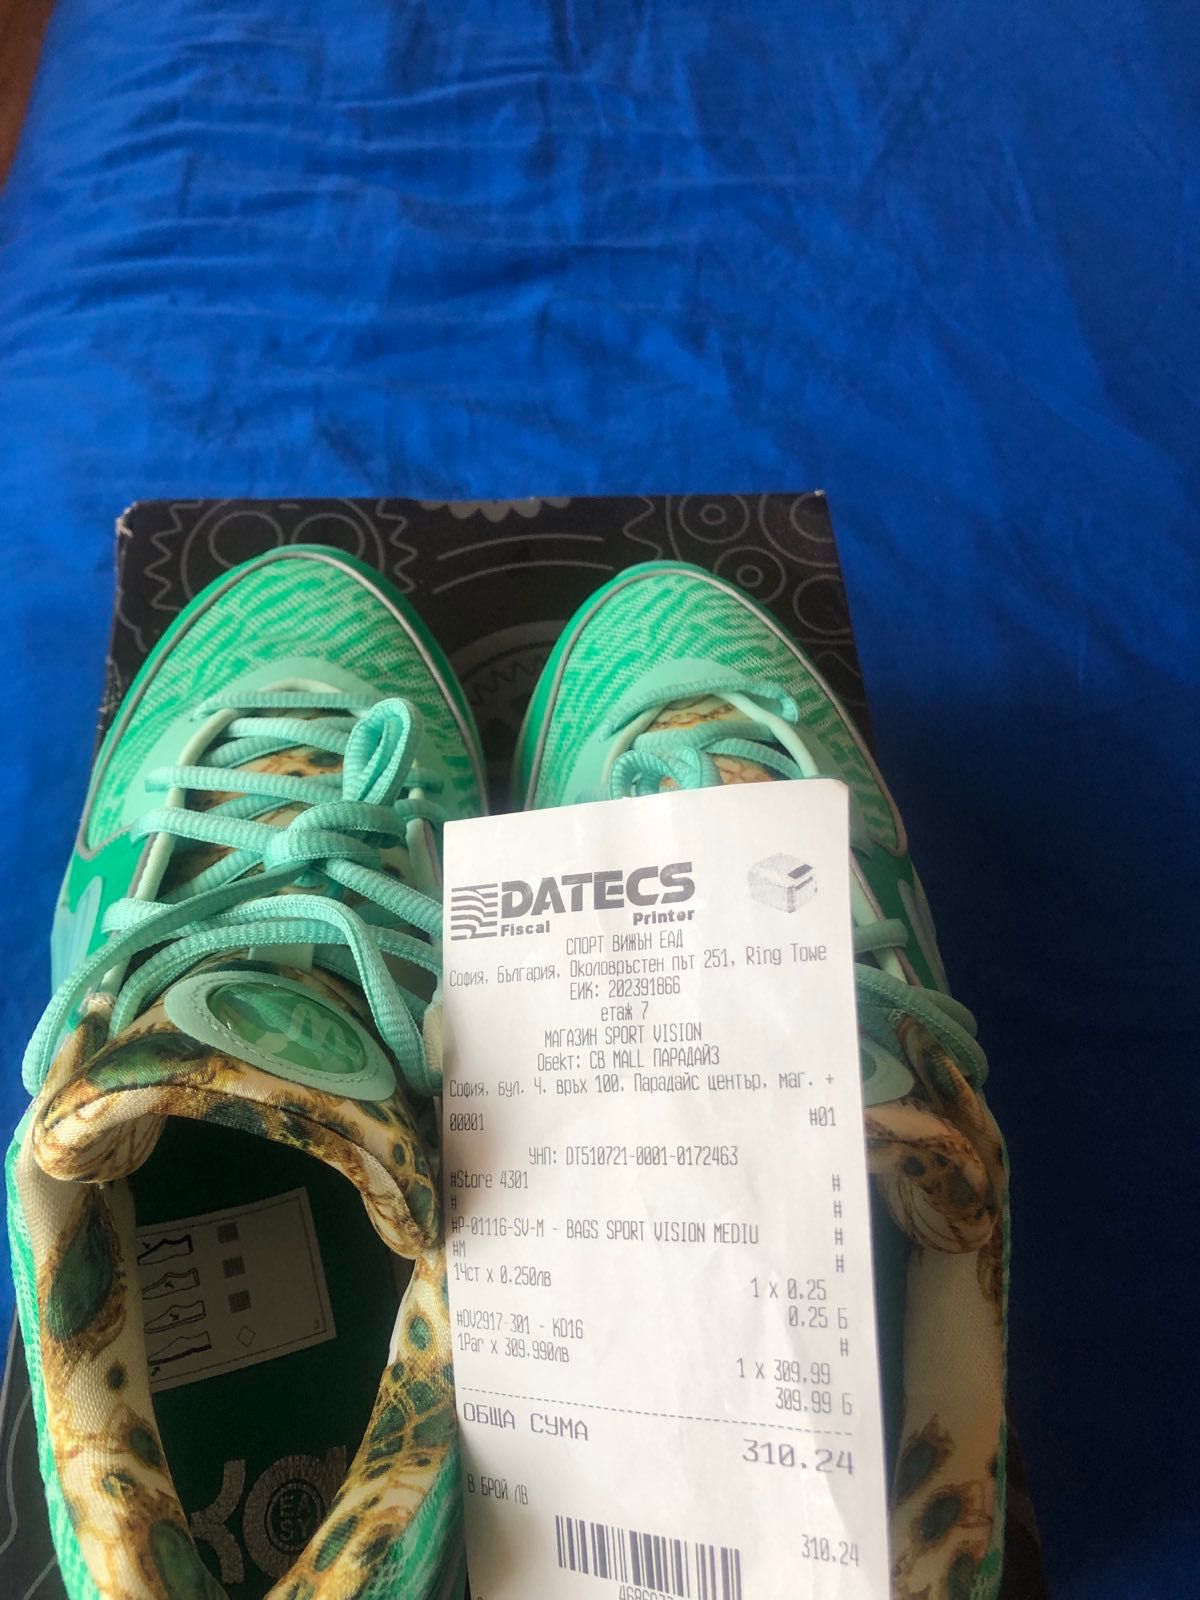 DATECS
Fiscal Printer
СПОРТ ВИЖЪН ЕАД
София, България, Околовръстен път 251, Ring Towe
ЕИК: 202391866
етаж 7
МАГАЗИН SPORT VISION
Обект: СВ MALL ПАРАДАЙЗ
София, бул. Ч. връх 100, Парадайс център, маг. +
00001 #01
УНП: DT510721-0001-0172463
#Store 4301 #
# #
#P-01116-SV-M - BAGS SPORT VISION MEDIU #
#M #
1Чст x 0.250лв 1 x 0.25
0.25 Б
#DV2917-301 - KD16 #
1Par x 309.990лв 1 x 309.99
309.99 Б
ОБЩА СУМА 310.24
В БРОЙ ЛВ 310.24
KD
EASY